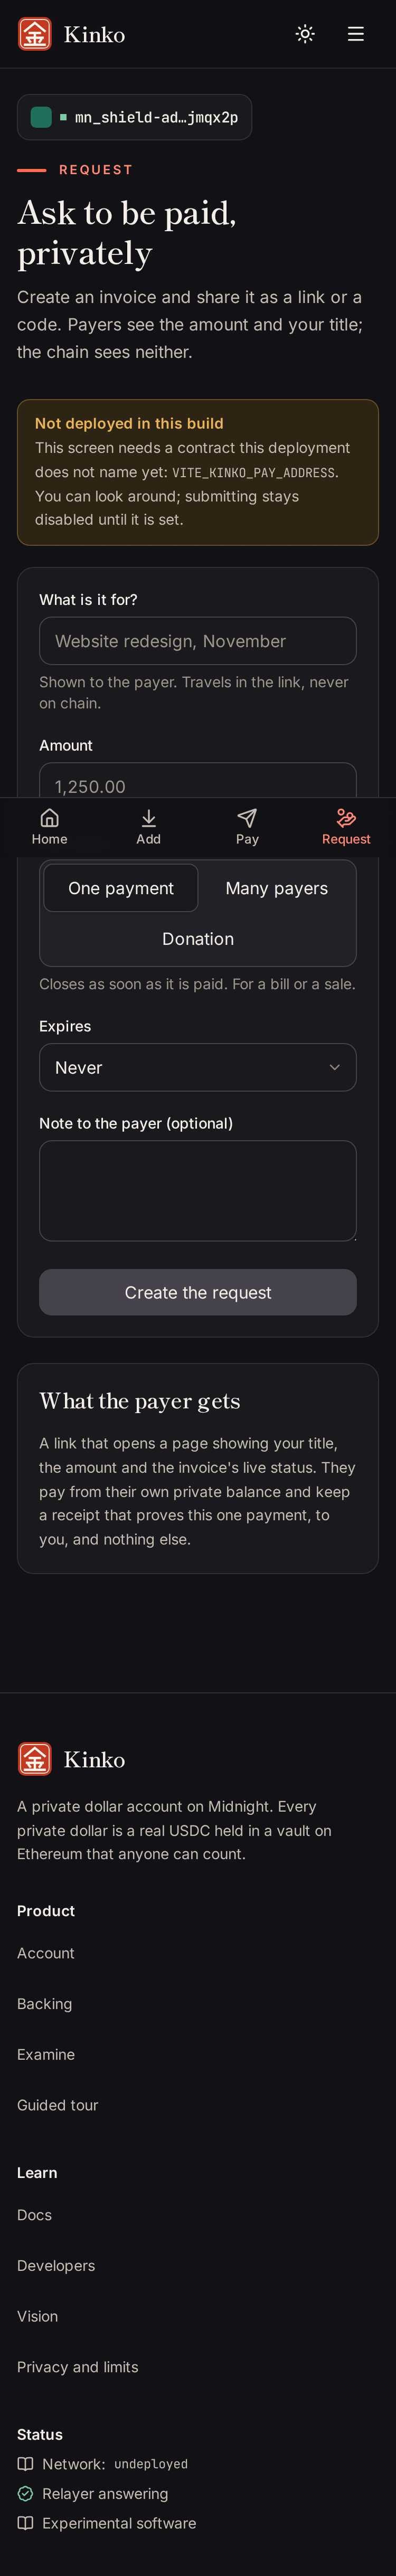 金 Kinko
mn_shield-ad…jmqx2p
REQUEST
Ask to be paid,
privately
Create an invoice and share it as a link or a
code. Payers see the amount and your title;
the chain sees neither.
Not deployed in this build
This screen needs a contract this deployment
does not name yet: VITE_KINKO_PAY_ADDRESS.
You can look around; submitting stays
disabled until it is set.
What is it for?
Website redesign, November
Shown to the payer. Travels in the link, never
on chain.
Amount
1,250.00
Home Add Pay Request
One payment Many payers
Donation
Closes as soon as it is paid. For a bill or a sale.
Expires
Never
Note to the payer (optional)
Create the request
What the payer gets
A link that opens a page showing your title,
the amount and the invoice's live status. They
pay from their own private balance and keep
a receipt that proves this one payment, to
you, and nothing else.
金 Kinko
A private dollar account on Midnight. Every
private dollar is a real USDC held in a vault on
Ethereum that anyone can count.
Product
Account
Backing
Examine
Guided tour
Learn
Docs
Developers
Vision
Privacy and limits
Status
Network: undeployed
Relayer answering
Experimental software